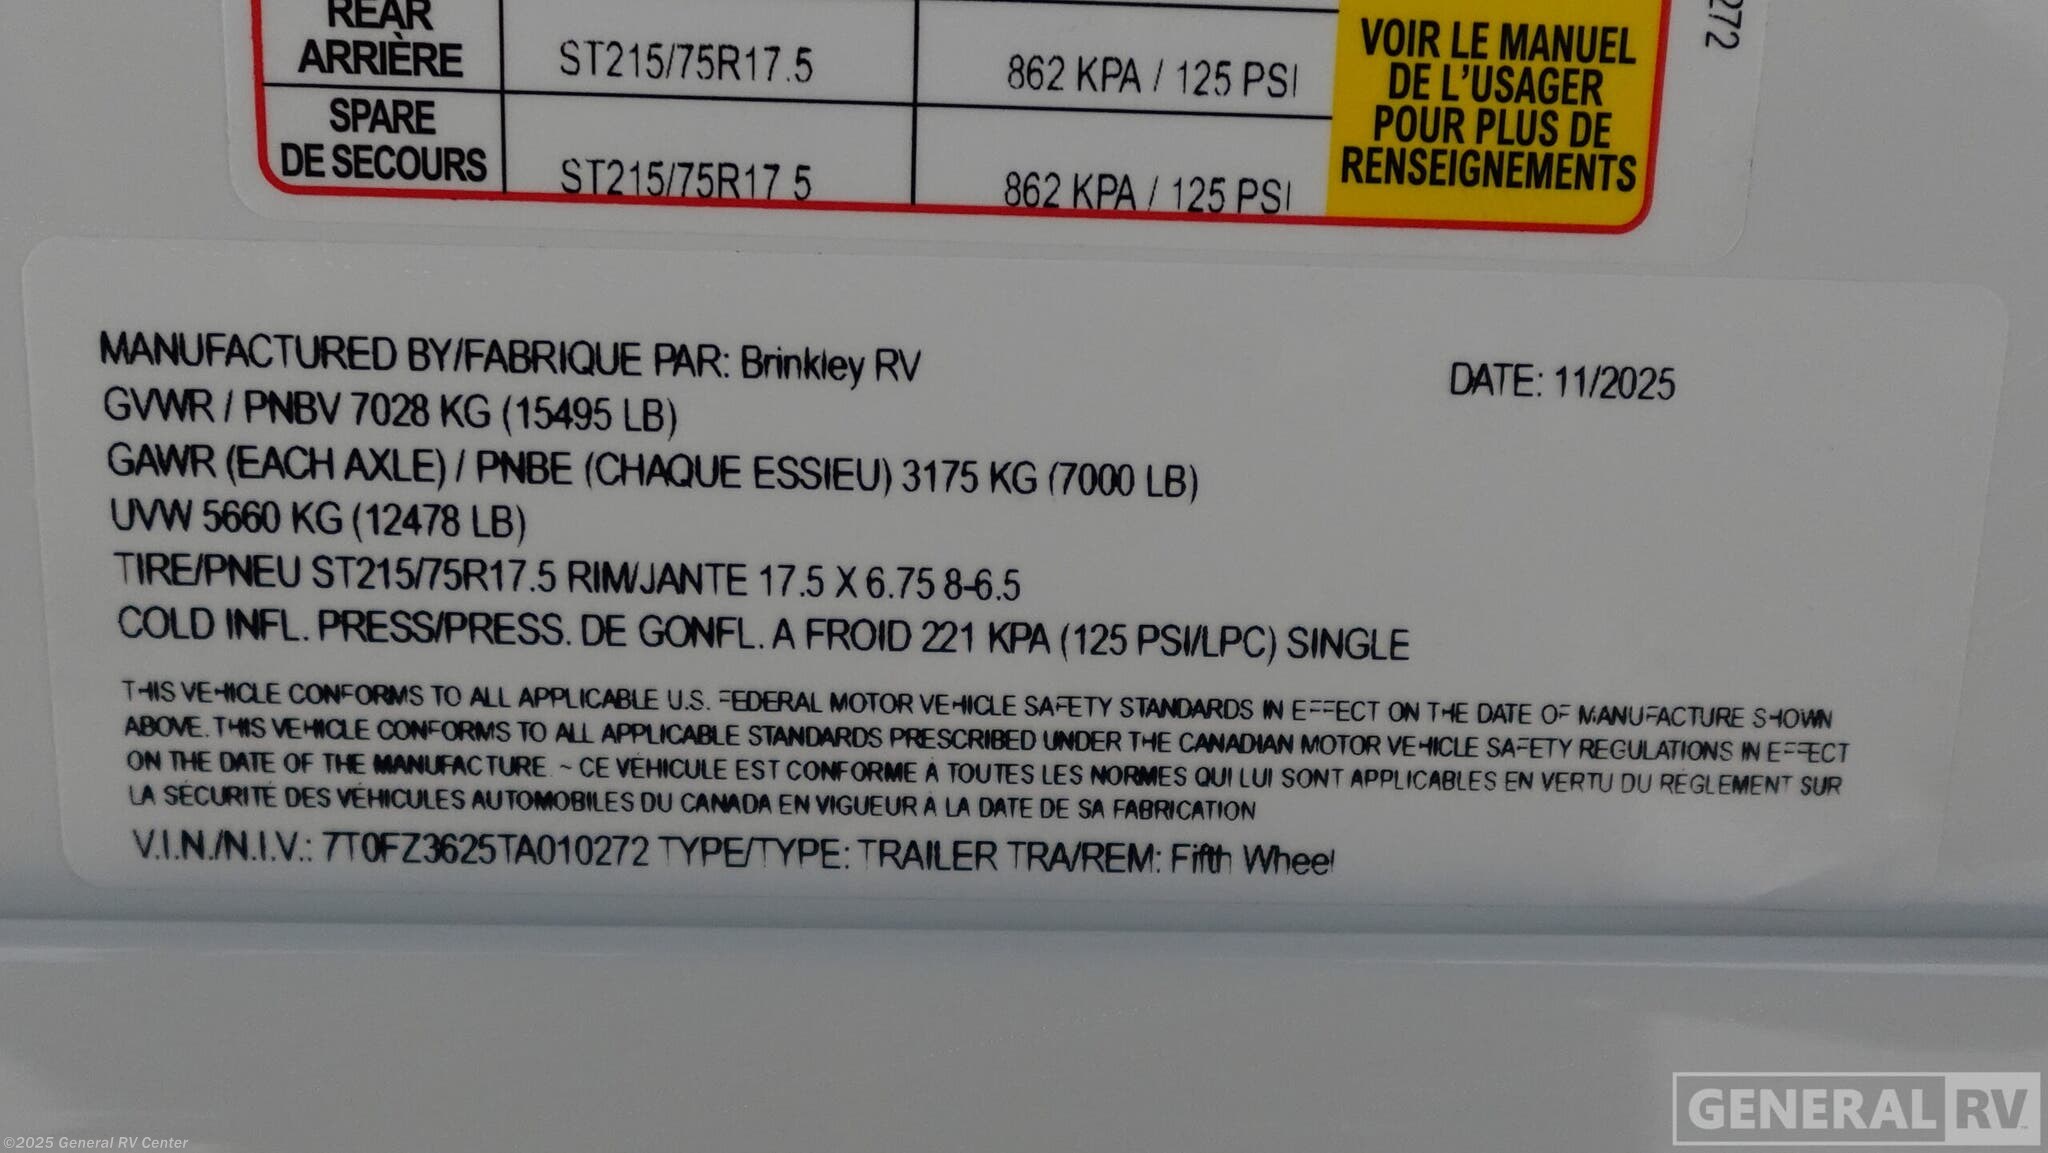 REAR
ARRIÈRE
ST215/75R17.5
862 KPA / 125 PSI
SPARE
DE SECOURS
ST215/75R17.5
862 KPA / 125 PSI
VOIR LE MANUEL
DE L'USAGER
POUR PLUS DE
RENSEIGNEMENTS
272
MANUFACTURED BY/FABRIQUE PAR: Brinkley RV
DATE: 11/2025
GVWR / PNBV 7028 KG (15495 LB)
GAWR (EACH AXLE) / PNBE (CHAQUE ESSIEU) 3175 KG (7000 LB)
UVW 5660 KG (12478 LB)
TIRE/PNEU ST215/75R17.5 RIM/JANTE 17.5 X 6.75 8-6.5
COLD INFL. PRESS/PRESS. DE GONFL. A FROID 221 KPA (125 PSI/LPC) SINGLE
THIS VEHICLE CONFORMS TO ALL APPLICABLE U.S. FEDERAL MOTOR VEHICLE SAFETY STANDARDS IN EFFECT ON THE DATE OF MANUFACTURE SHOWN
ABOVE. THIS VEHICLE CONFORMS TO ALL APPLICABLE STANDARDS PRESCRIBED UNDER THE CANADIAN MOTOR VEHICLE SAFETY REGULATIONS IN EFFECT
ON THE DATE OF THE MANUFACTURE. ~ CE VÉHICULE EST CONFORME À TOUTES LES NORMES QUI LUI SONT APPLICABLES EN VERTU DU RÈGLEMENT SUR
LA SÉCURITÉ DES VÉHICULES AUTOMOBILES DU CANADA EN VIGUEUR À LA DATE DE SA FABRICATION
V.I.N./N.I.V.: 7T0FZ3625TA010272 TYPE/TYPE: TRAILER TRA/REM: Fifth Wheel
GENERAL RV
©2025 General RV Center